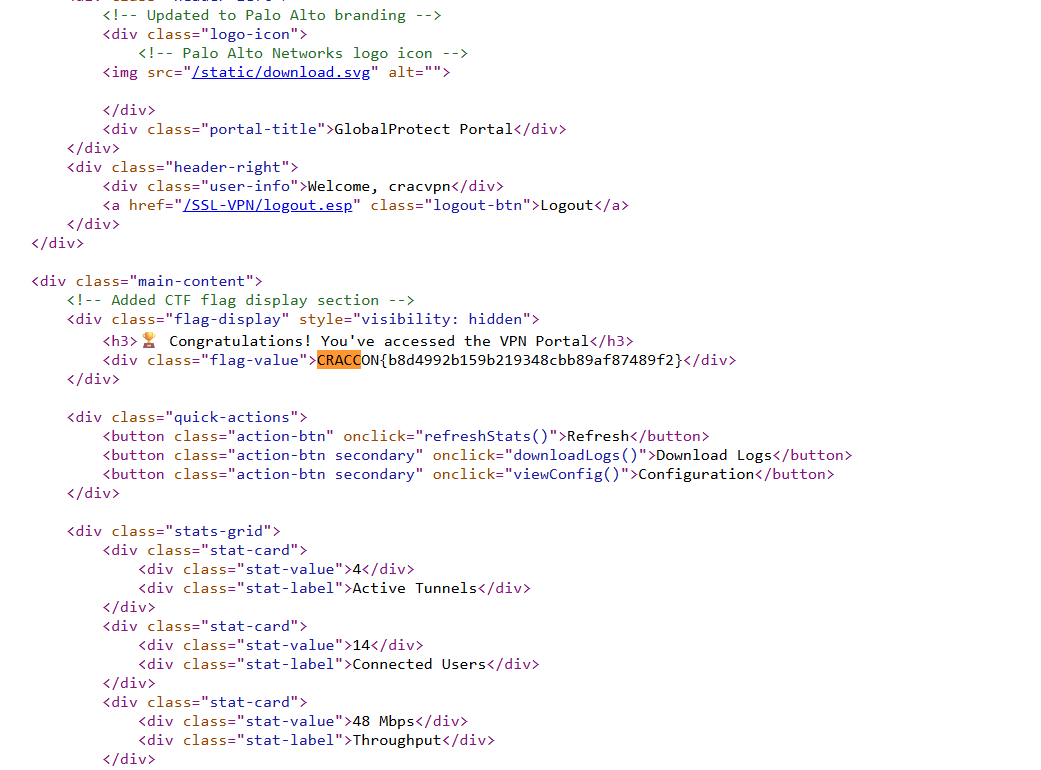 <!-- Updated to Palo Alto branding -->
<div class="logo-icon">
<!-- Palo Alto Networks logo icon -->
<img src="/static/download.svg" alt="">
</div>
<div class="portal-title">GlobalProtect Portal</div>
</div>
<div class="header-right">
<div class="user-info">Welcome, cracvpn</div>
<a href="/SSL-VPN/logout.esp" class="logout-btn">Logout</a>
</div>
</div>
<div class="main-content">
<!-- Added CTF flag display section -->
<div class="flag-display" style="visibility: hidden">
<h3>🏆 Congratulations! You've accessed the VPN Portal</h3>
<div class="flag-value">CRACCON{b8d4992b159b219348cbb89af87489f2}</div>
</div>
<div class="quick-actions">
<button class="action-btn" onclick="refreshStats()">Refresh</button>
<button class="action-btn secondary" onclick="downloadLogs()">Download Logs</button>
<button class="action-btn secondary" onclick="viewConfig()">Configuration</button>
</div>
<div class="stats-grid">
<div class="stat-card">
<div class="stat-value">4</div>
<div class="stat-label">Active Tunnels</div>
</div>
<div class="stat-card">
<div class="stat-value">14</div>
<div class="stat-label">Connected Users</div>
</div>
<div class="stat-card">
<div class="stat-value">48 Mbps</div>
<div class="stat-label">Throughput</div>
</div>